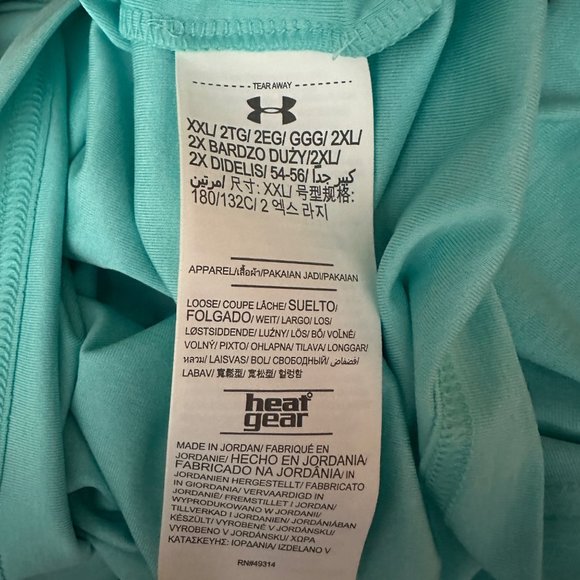 TEAR AWAY
XXL/ 2TG/ 2EG/ GGG/ 2XL/
2X BARDZO DUŻY/2XL/
2X DIDELIS/ 54-56/ كبير جداً
مرتين/ 尺寸: XXL/ 号型规格:
180/132C/ 2 엑스 라지
APPAREL/เสื้อผ้า/PAKAIAN JADI/PAKAIAN
LOOSE/ COUPE LÂCHE/ SUELTO/
FOLGADO/ WEIT/ LARGO/ LOS/
LØSTSIDDENDE/ LUŹNY/ LÖS/ BŐ/ VOĽNÉ/
VOLNÝ/ PIXTO/ OHLAPNA/ TILAVA/ LONGGAR/
หลวม/ LAISVAS/ BOL/ СВОБОДНЫЙ/ فضفاض/
LABAV/ 寬鬆型/ 宽松型/ 헐렁함
heat
gear
MADE IN JORDAN/ FABRIQUÉ EN
JORDANIE/ HECHO EN JORDANIA/
FABRICADO NA JORDÂNIA/ IN
JORDANIEN HERGESTELLT/ FABBRICATO
IN GIORDANIA/ VERVAARDIGD IN
JORDANIË/ FREMSTILLET I JORDAN/
WYPRODUKOWANO W JORDANII/
TILLVERKAD I JORDANIEN/ JORDÁNIÁBAN
KÉSZÜLT/ VYROBENÉ V JORDÁNSKU/
VYROBENO V JORDÁNSKU/ ΧΩΡΑ
ΚΑΤΑΣΚΕΥΗΣ: ΙΟΡΔΑΝΙΑ/ IZDELANO V
RN#49314